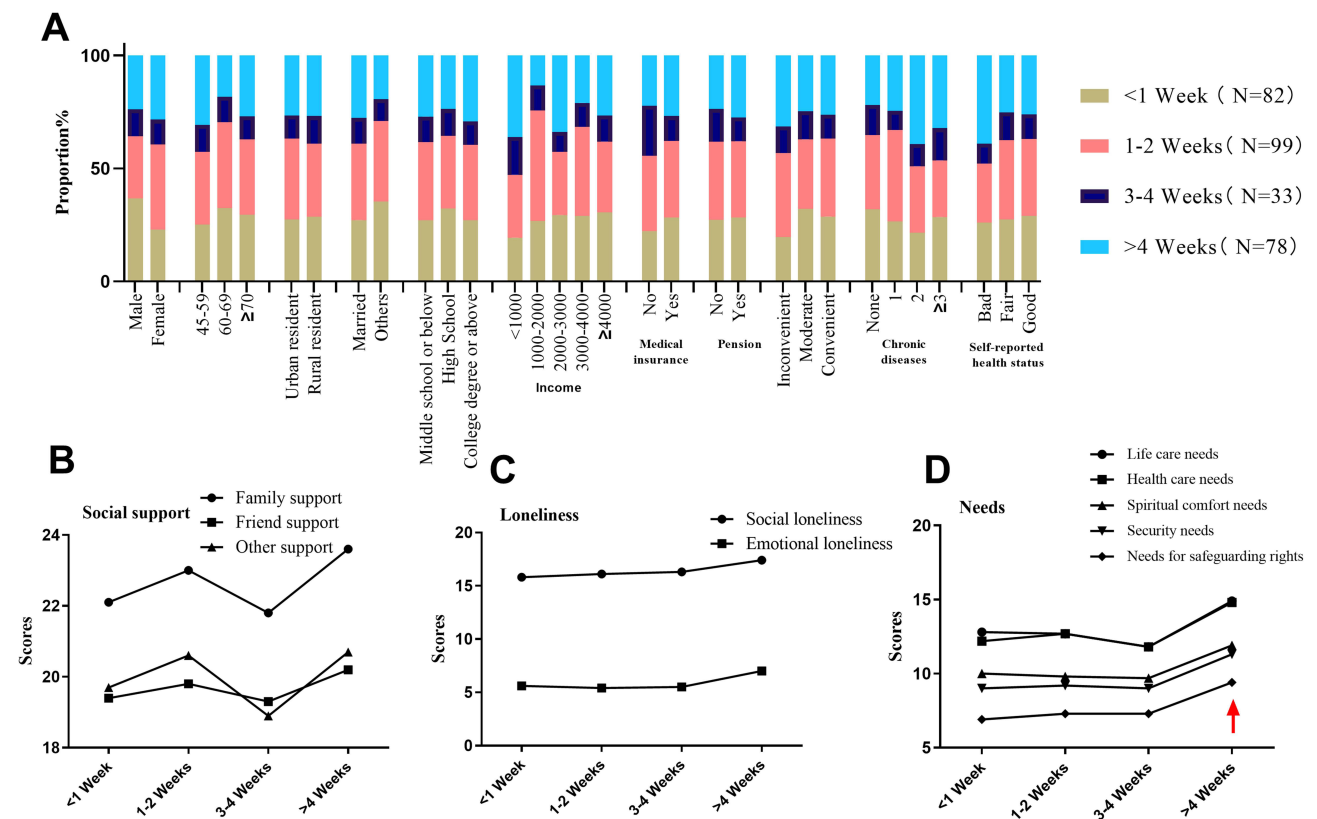 A
Proportion%
100
50
0
Male
Female
45-59
60-69
≥70
Urban resident
Rural resident
Married
Others
Middle school or below
High School
College degree or above
<1000
1000-2000
2000-3000
3000-4000
≥4000
Income
No
Yes
Medical
insurance
No
Yes
Pension
Inconvenient
Moderate
Convenient
None
1
2
≥3
Chronic
diseases
Bad
Fair
Good
Self-reported
health status
<1 Week ( N=82)
1-2 Weeks( N=99)
3-4 Weeks( N=33)
>4 Weeks( N=78)
B
Social support
Family support
Friend support
Other support
Scores
24
22
20
18
<1 Week
1-2 Weeks
3-4 Weeks
>4 Weeks
C
Loneliness
Social loneliness
Emotional loneliness
Scores
20
15
10
5
0
<1 Week
1-2 Weeks
3-4 Weeks
>4 Weeks
D
Needs
Life care needs
Health care needs
Spiritual comfort needs
Security needs
Needs for safeguarding rights
Scores
20
15
10
5
<1 Week
1-2 Weeks
3-4 Weeks
>4 Weeks